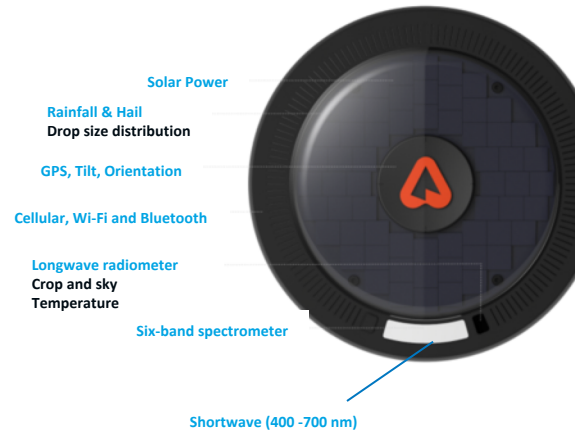 Solar Power
Rainfall & Hail
Drop size distribution
GPS, Tilt, Orientation
Cellular, Wi-Fi and Bluetooth
Longwave radiometer
Crop and sky
Temperature
Six-band spectrometer
Shortwave (400 -700 nm)